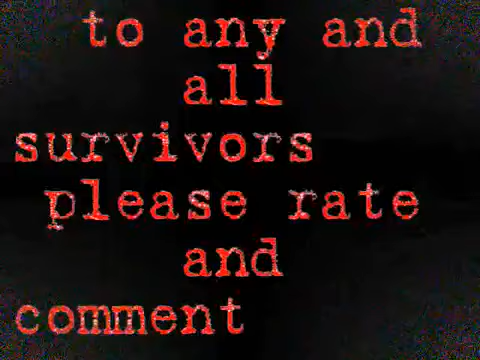 to any and
all
survivors
please rate
and
comment